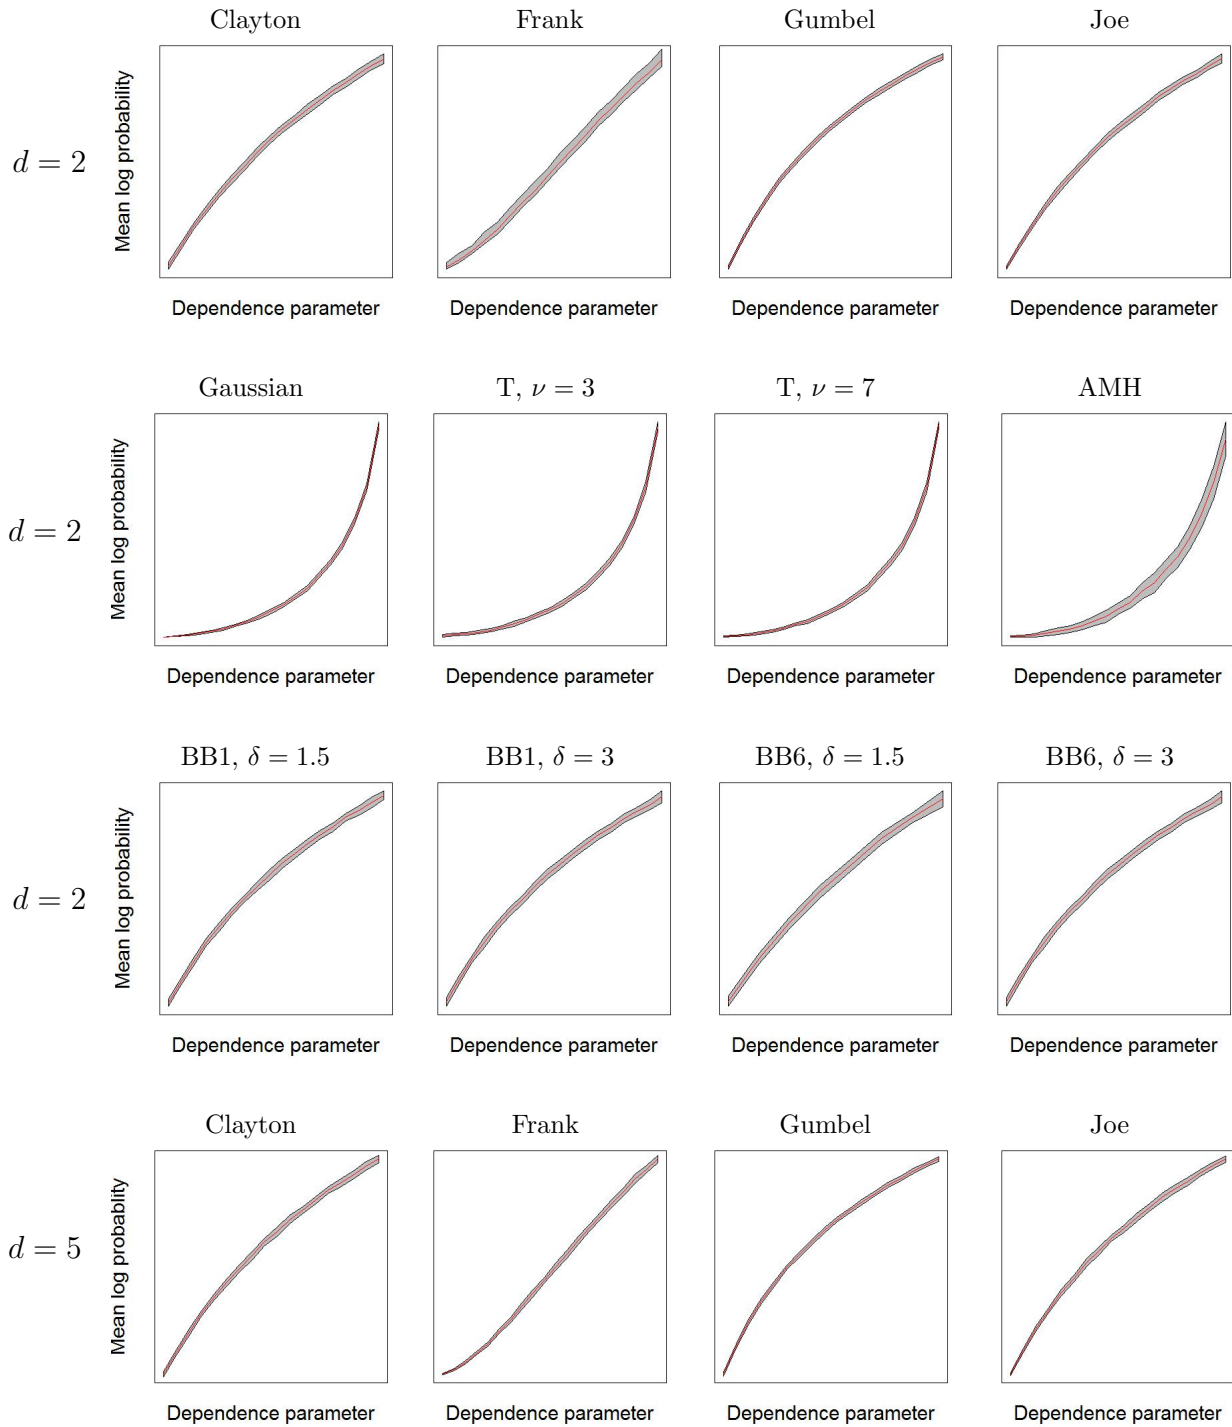 Clayton Frank Gumbel Joe
d = 2
Mean log probability
Dependence parameter Dependence parameter Dependence parameter Dependence parameter
Gaussian T, ν = 3 T, ν = 7 AMH
d = 2
Mean log probability
Dependence parameter Dependence parameter Dependence parameter Dependence parameter
BB1, δ = 1.5 BB1, δ = 3 BB6, δ = 1.5 BB6, δ = 3
d = 2
Mean log probability
Dependence parameter Dependence parameter Dependence parameter Dependence parameter
Clayton Frank Gumbel Joe
d = 5
Mean log probablity
Dependence parameter Dependence parameter Dependence parameter Dependence parameter